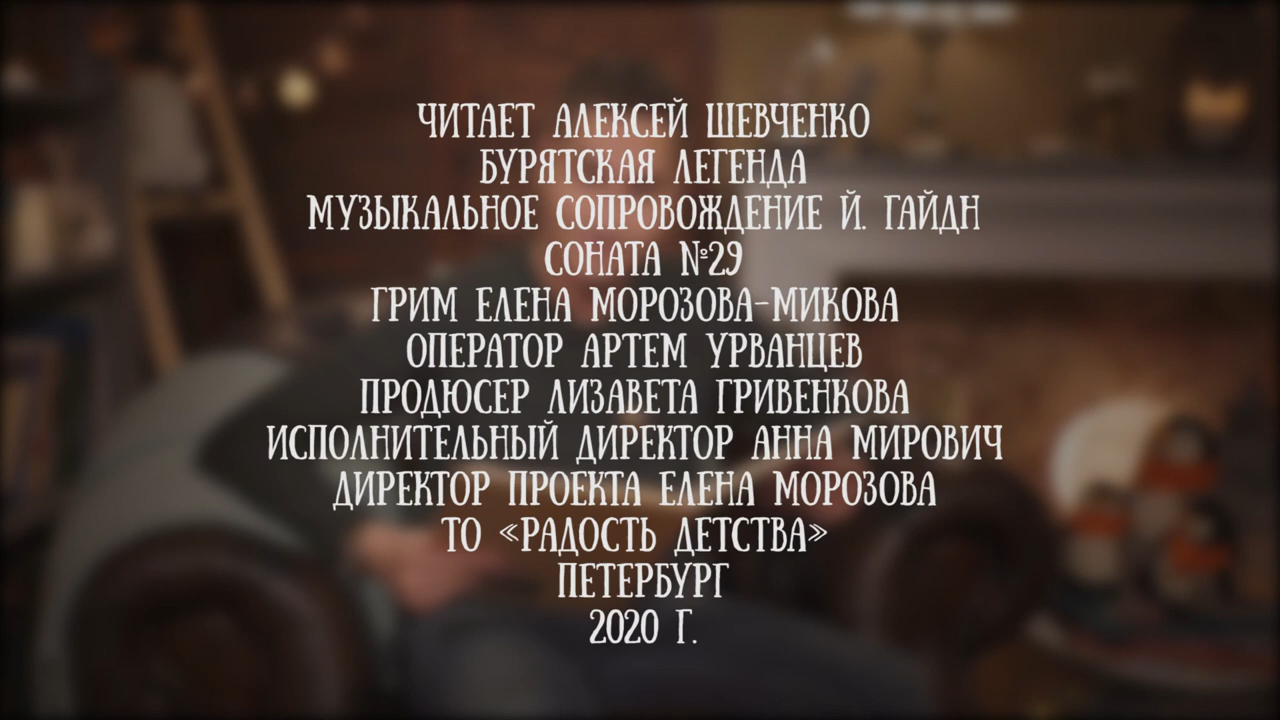 ЧИТАЕТ АЛЕКСЕЙ ШЕВЧЕНКО
БУРЯТСКАЯ ЛЕГЕНДА
МУЗЫКАЛЬНОЕ СОПРОВОЖДЕНИЕ Й. ГАЙДН
СОНАТА №29
ГРИМ ЕЛЕНА МОРОЗОВА-МИКОВА
ОПЕРАТОР АРТЕМ УРВАНЦЕВ
ПРОДЮСЕР ЛИЗАВЕТА ГРИВЕНКОВА
ИСПОЛНИТЕЛЬНЫЙ ДИРЕКТОР АННА МИРОВИЧ
ДИРЕКТОР ПРОЕКТА ЕЛЕНА МОРОЗОВА
ТО «РАДОСТЬ ДЕТСТВА»
ПЕТЕРБУРГ
2020 Г.